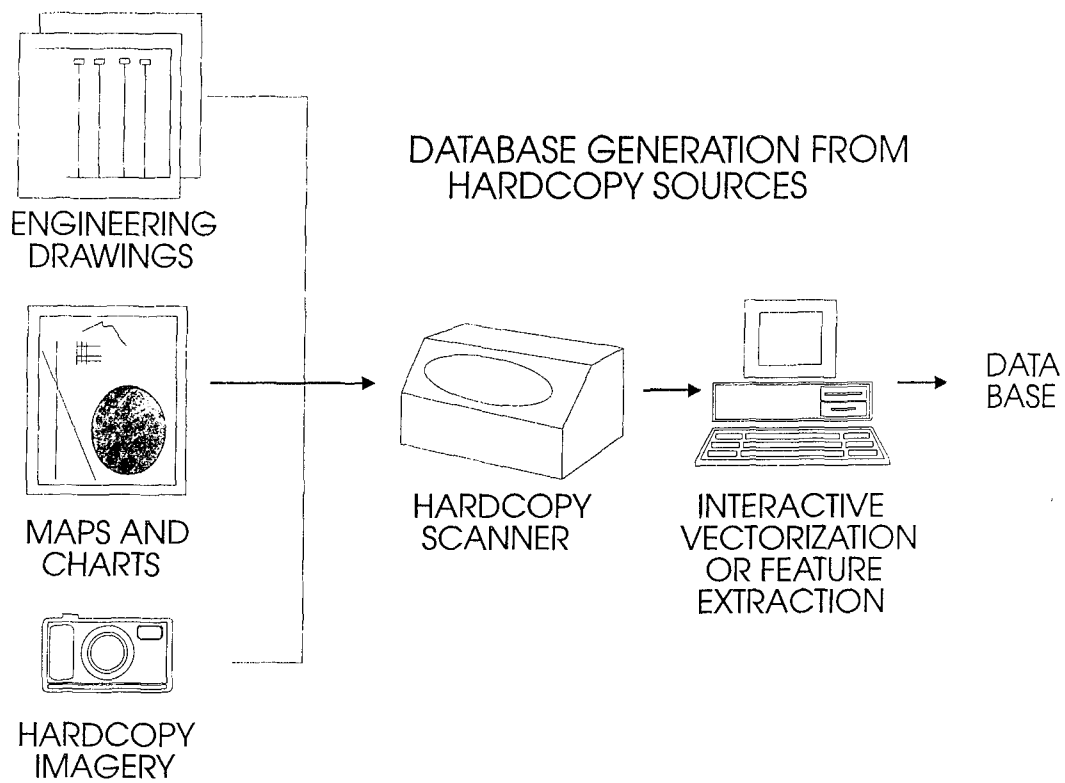 DATABASE GENERATION FROM
HARDCOPY SOURCES
ENGINEERING
DRAWINGS
MAPS AND
CHARTS
HARDCOPY
IMAGERY
HARDCOPY
SCANNER
INTERACTIVE
VECTORIZATION
OR FEATURE
EXTRACTION
DATA
BASE